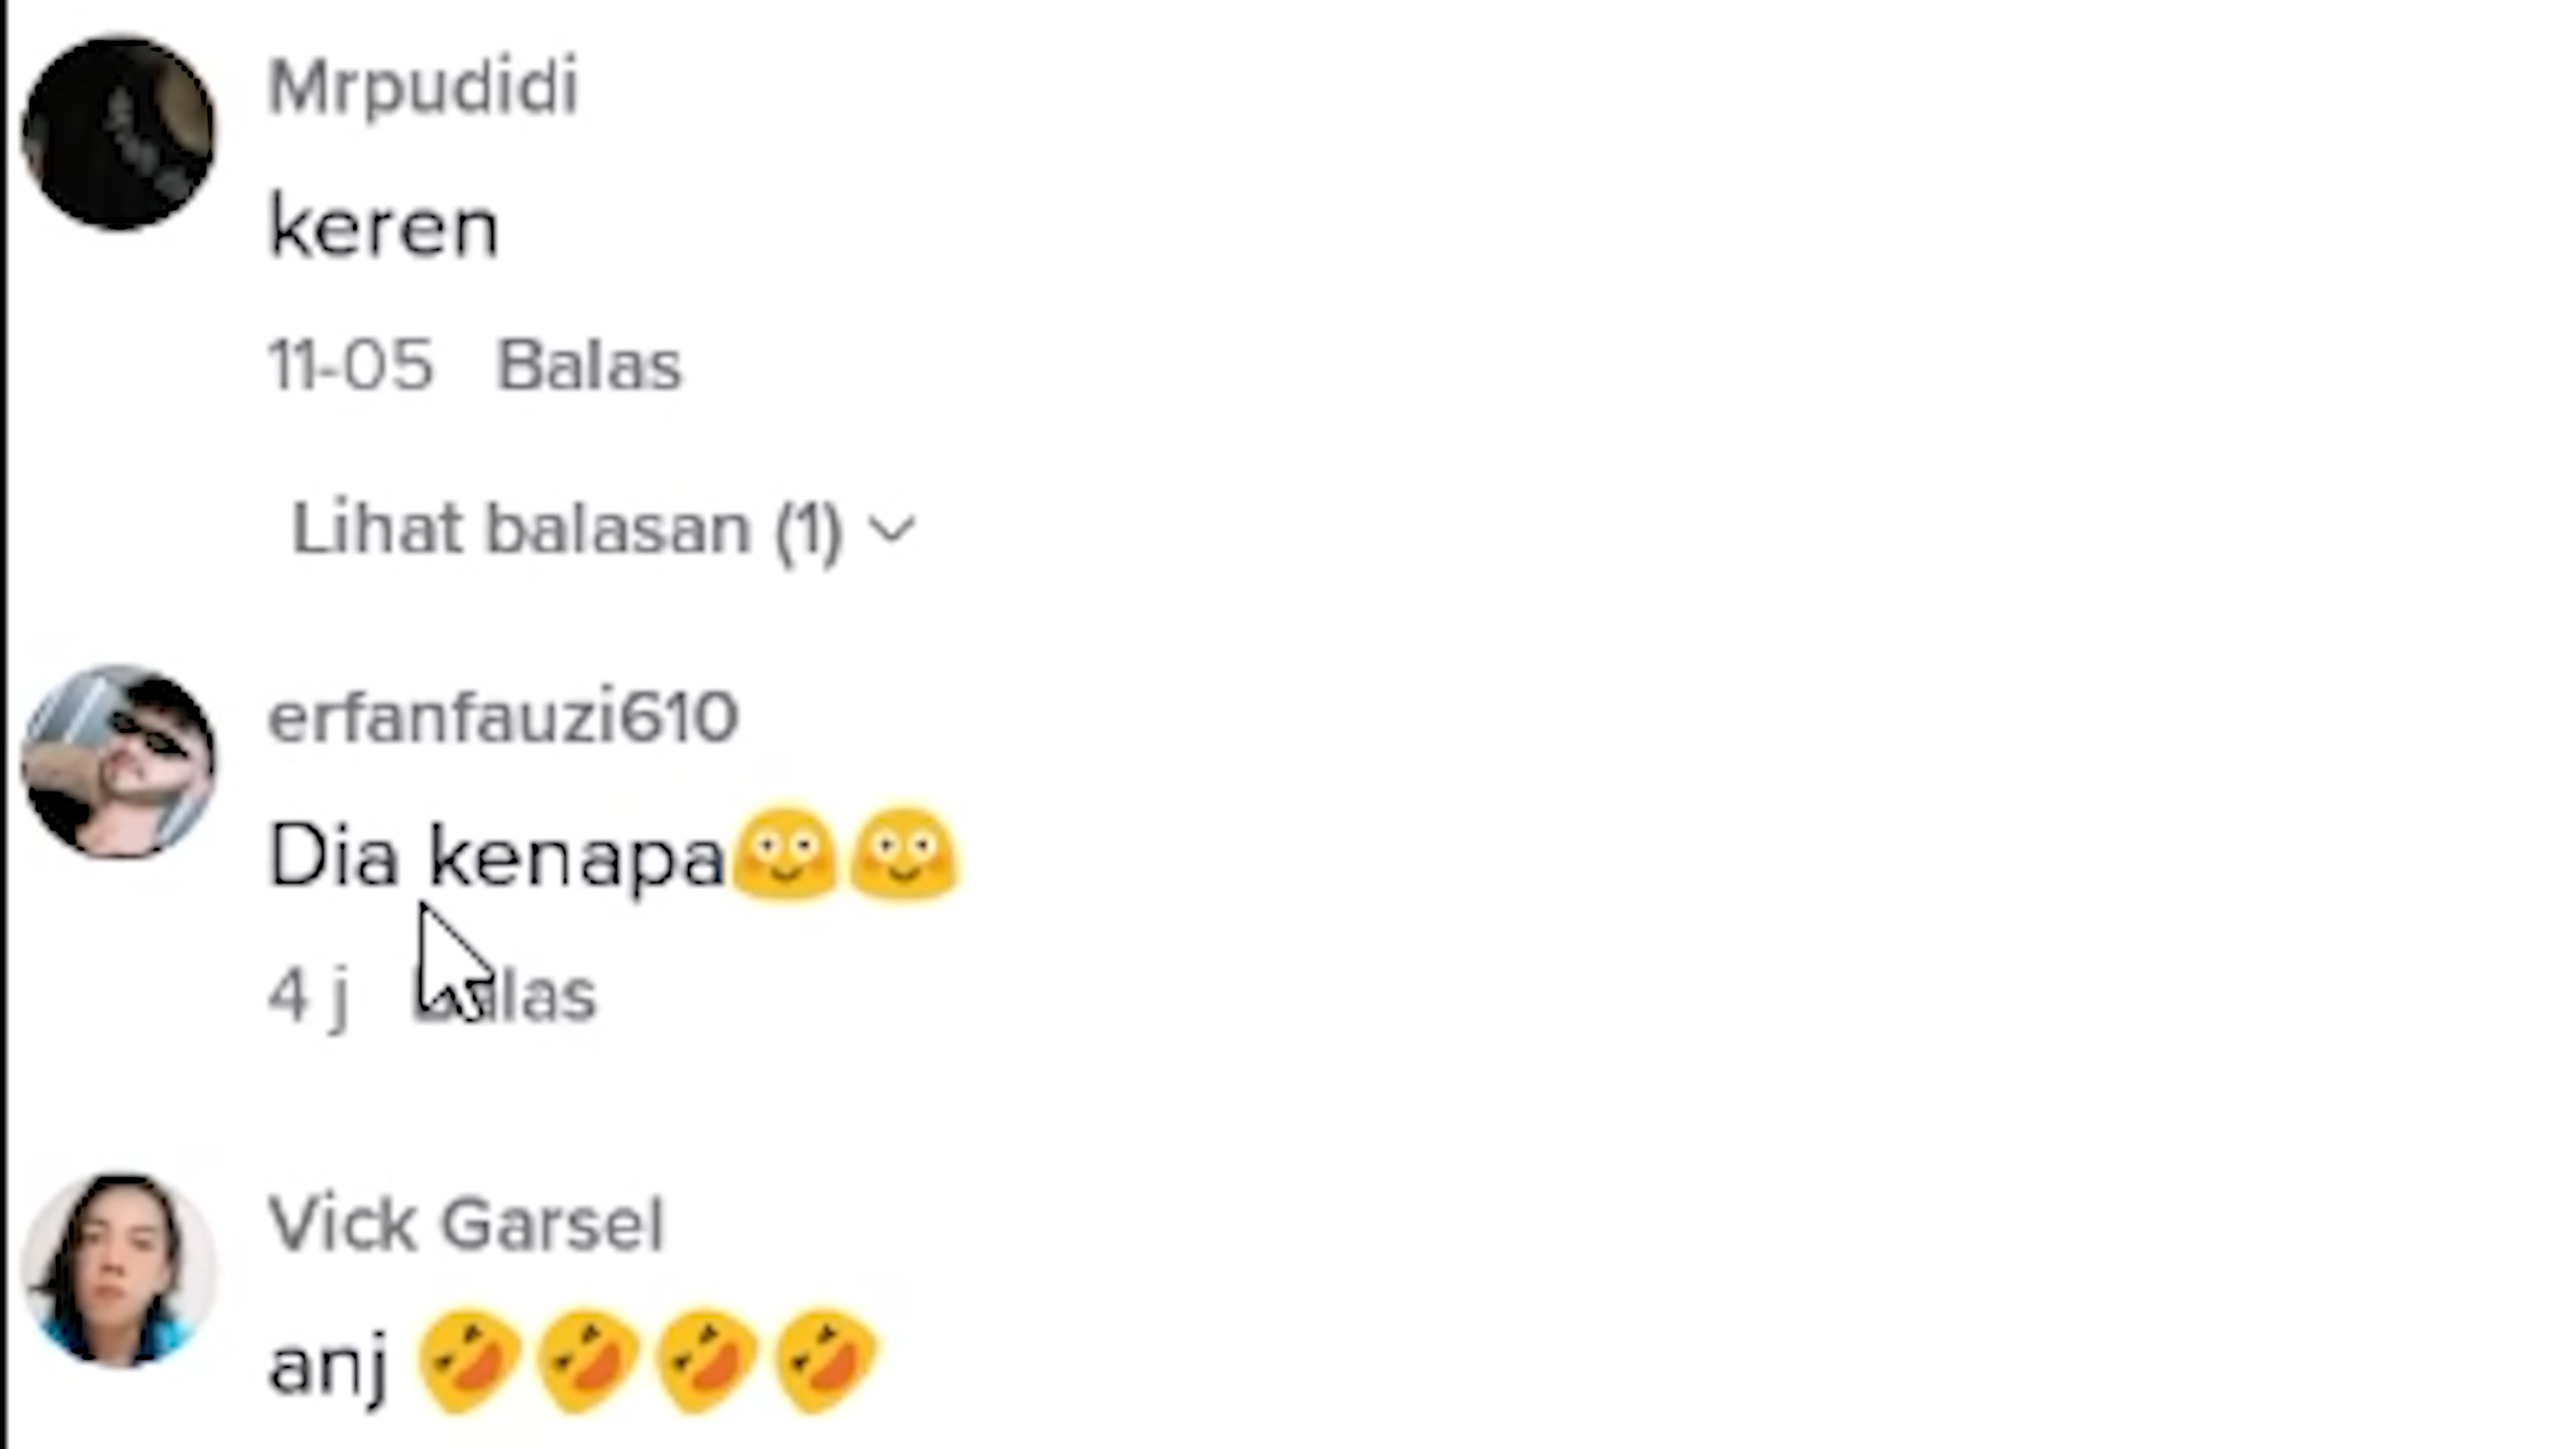 Mrpudidi
keren
11-05 Balas
Lihat balasan (1)
erfanfauzi610
Dia kenapa😳😳
4 j Balas
Vick Garsel
anj 🤣🤣🤣🤣